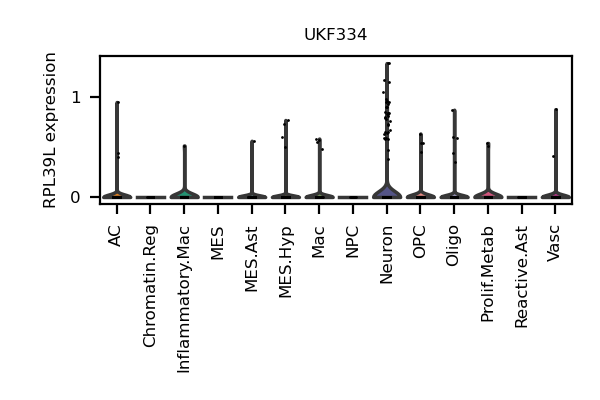 UKF334
RPL39L expression
1
0
AC
Chromatin.Reg
Inflammatory.Mac
MES
MES.Ast
MES.Hyp
Mac
NPC
Neuron
OPC
Oligo
Prolif.Metab
Reactive.Ast
Vasc